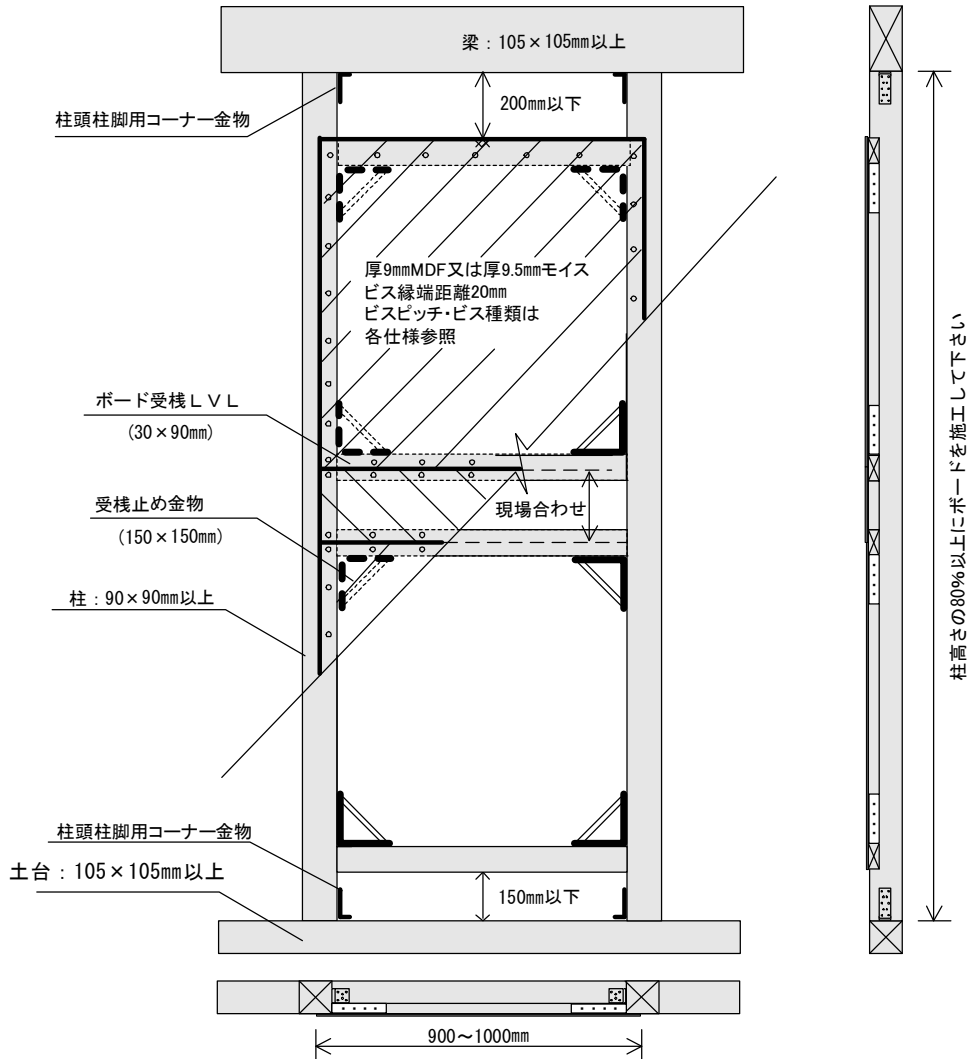 梁：105×105mm以上
柱頭柱脚用コーナー金物
200mm以下
厚9mmMDF又は厚9.5mmモイス
ビス縁端距離20mm
ビスピッチ・ビス種類は
各仕様参照
ボード受桟ＬＶＬ
(30×90mm)
受桟止め金物
(150×150mm)
現場合わせ
柱：90×90mm以上
柱高さの80%以上にボードを施工して下さい
柱頭柱脚用コーナー金物
土台：105×105mm以上
150mm以下
900～1000mm